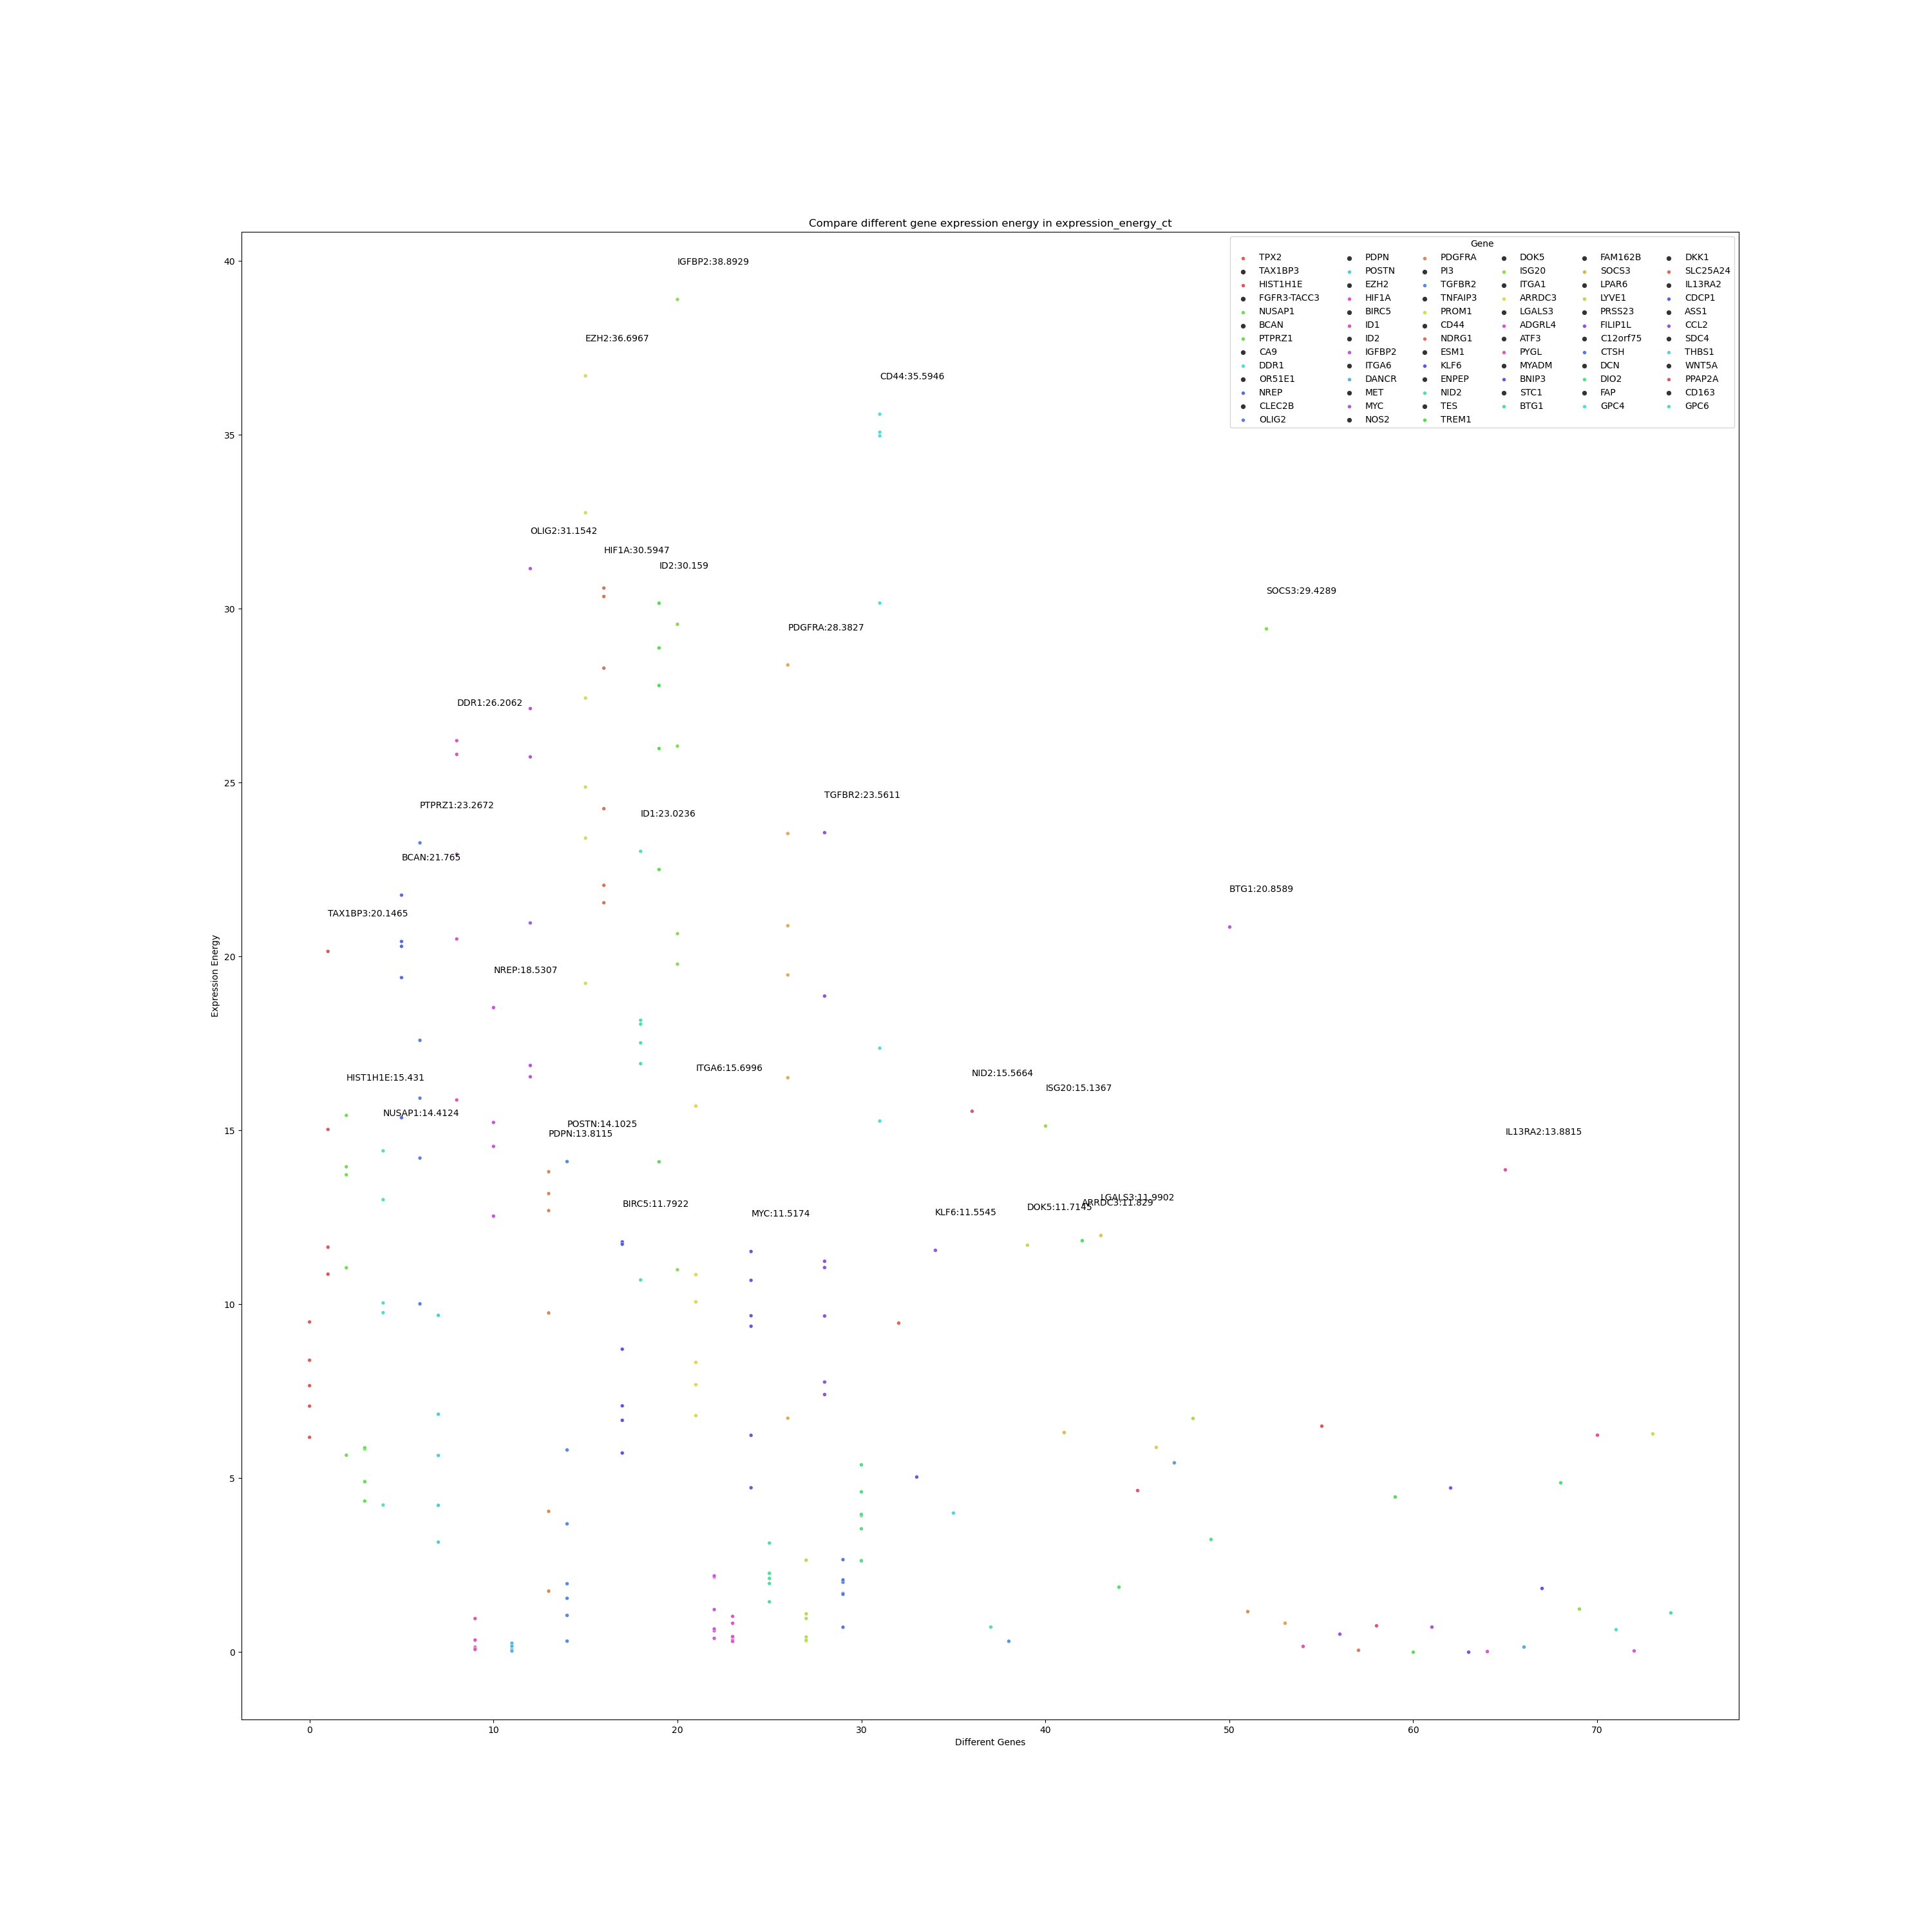 Compare different gene expression energy in expression_energy_ct
Gene
TPX2 PDPN PDGFRA DOK5 FAM162B DKK1
TAX1BP3 POSTN PI3 ISG20 SOCS3 SLC25A24
HIST1H1E EZH2 TGFBR2 ITGA1 LPAR6 IL13RA2
FGFR3-TACC3 HIF1A TNFAIP3 ARRDC3 LYVE1 CDCP1
NUSAP1 BIRC5 PROM1 LGALS3 PRSS23 ASS1
BCAN ID1 CD44 ADGRL4 FILIP1L CCL2
PTPRZ1 ID2 NDRG1 ATF3 C12orf75 SDC4
CA9 IGFBP2 ESM1 PYGL CTSH THBS1
DDR1 ITGA6 KLF6 MYADM DCN WNT5A
OR51E1 DANCR ENPEP BNIP3 DIO2 PPAP2A
NREP MET NID2 STC1 FAP CD163
CLEC2B MYC TES BTG1 GPC4 GPC6
OLIG2 NOS2 TREM1
IGFBP2:38.8929
EZH2:36.6967
CD44:35.5946
OLIG2:31.1542
HIF1A:30.5947
ID2:30.159
SOCS3:29.4289
PDGFRA:28.3827
DDR1:26.2062
TGFBR2:23.5611
PTPRZ1:23.2672
ID1:23.0236
BCAN:21.765
BTG1:20.8589
TAX1BP3:20.1465
NREP:18.5307
ITGA6:15.6996
NID2:15.5664
HIST1H1E:15.431
ISG20:15.1367
NUSAP1:14.4124
POSTN:14.1025
IL13RA2:13.8815
PDPN:13.8115
LGALS3:11.9902
ARRDC3:11.829
DOK5:11.7145
BIRC5:11.7922
MYC:11.5174
KLF6:11.5545
40
35
30
25
20
15
10
5
0
Expression Energy
0 10 20 30 40 50 60 70
Different Genes